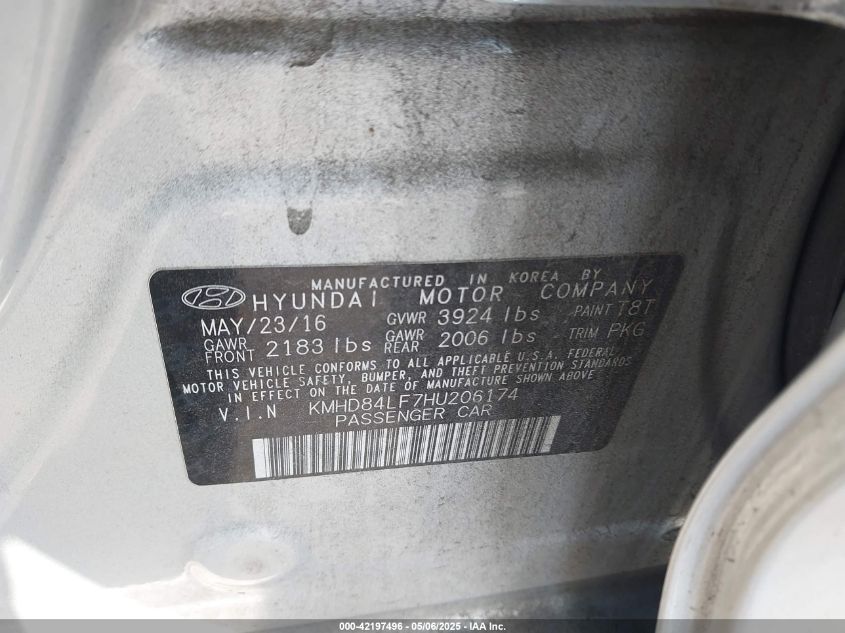 MANUFACTURED IN KOREA BY
HYUNDAI MOTOR COMPANY
MAY/23/16 GVWR 3924 lbs PAINT T8T
GAWR FRONT 2183 lbs GAWR REAR 2006 lbs TRIM PKG
THIS VEHICLE CONFORMS TO ALL APPLICABLE U.S.A. FEDERAL
MOTOR VEHICLE SAFETY, BUMPER, AND THEFT PREVENTION STANDARDS
IN EFFECT ON THE DATE OF MANUFACTURE SHOWN ABOVE
V.I.N KMHD84LF7HU206174
PASSENGER CAR
000-42197496 - 05/06/2025 - IAA Inc.